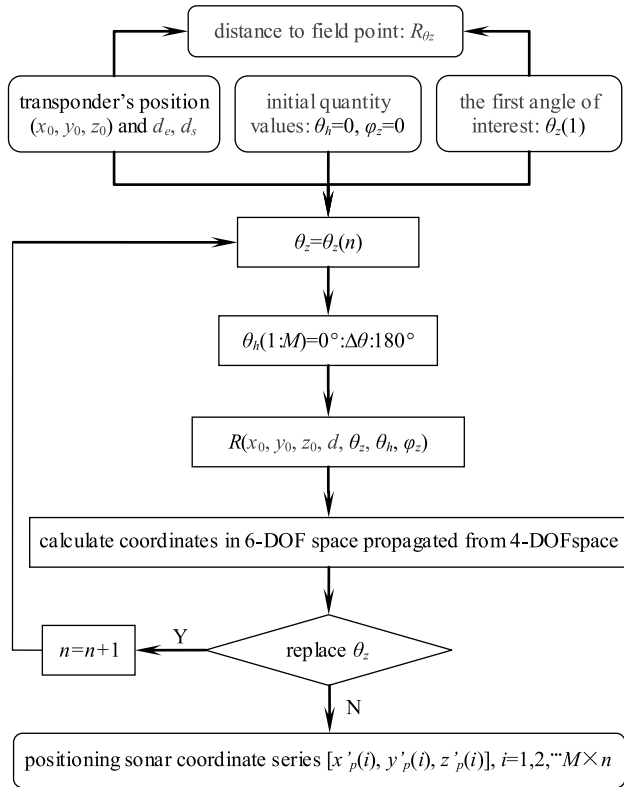 distance to field point: Rθz
transponder's position
(x0, y0, z0) and de, ds
initial quantity
values: θh=0, φz=0
the first angle of
interest: θz(1)
θz=θz(n)
θh(1:M)=0°:Δθ:180°
R(x0, y0, z0, d, θz, θh, φz)
calculate coordinates in 6-DOF space propagated from 4-DOFspace
replace θz
Y
n=n+1
N
positioning sonar coordinate series [x'p(i), y'p(i), z'p(i)], i=1,2,···M×n